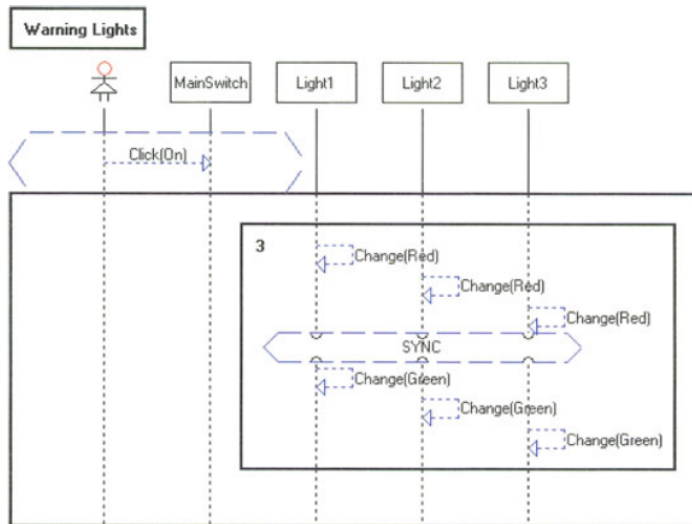 Warning Lights
MainSwitch
Light1
Light2
Light3
Click(On)
3
Change(Red)
Change(Red)
Change(Red)
SYNC
Change(Green)
Change(Green)
Change(Green)